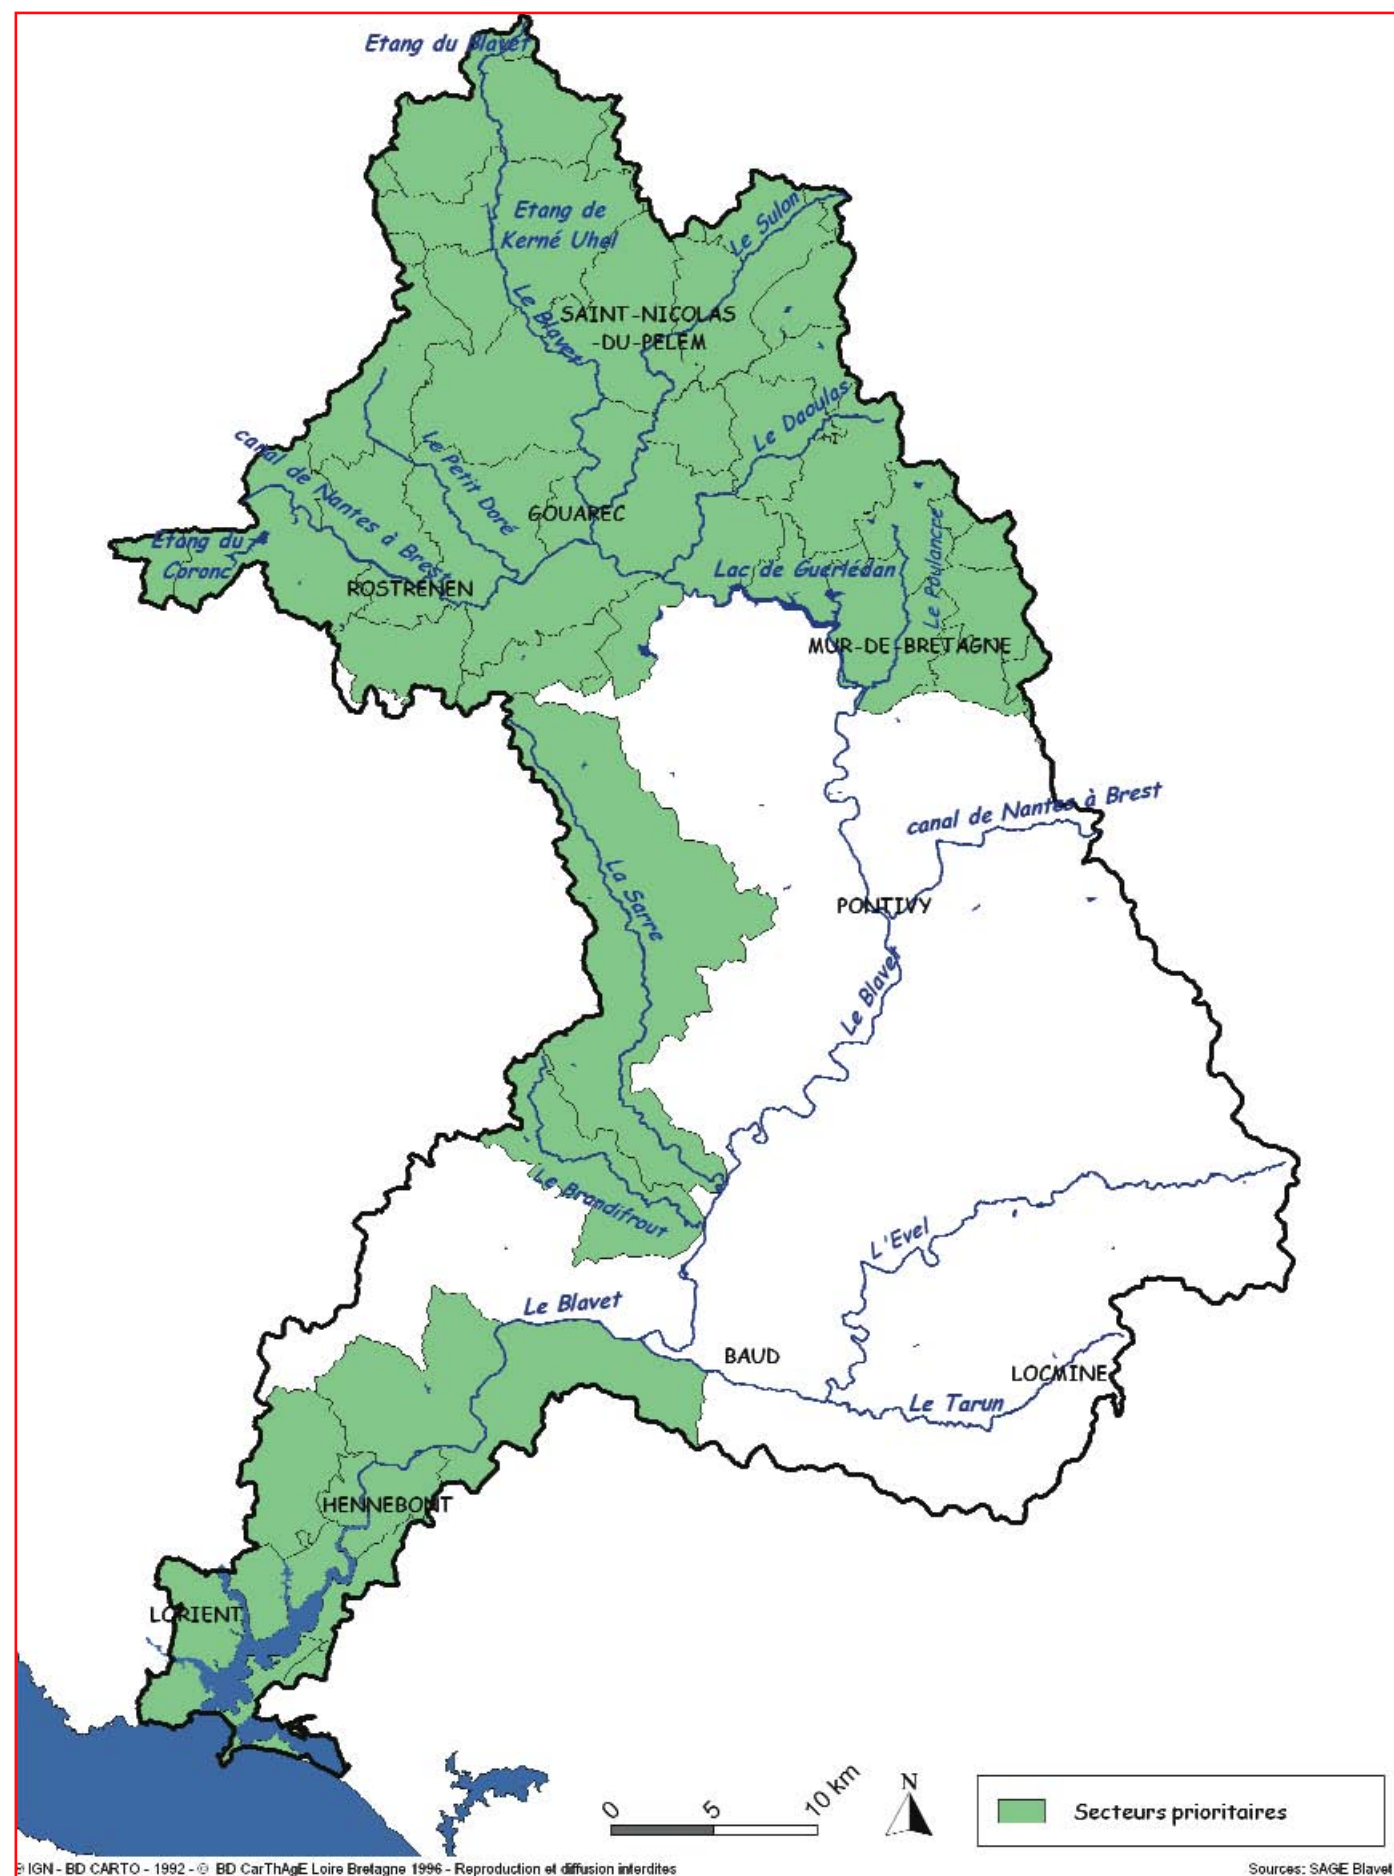 Etang du Blavet
Etang de
Kerné Uhel
Le Sulon
Le Blavet
SAINT-NICOLAS
-DU-PELEM
Le Daoulas
canal de Nantes à Brest
Le Petit Doré
GOUAREC
Le Poulancre
Etang du
Coronc
ROSTRENEN
Lac de Guerlédan
MUR-DE-BRETAGNE
canal de Nantes à Brest
La Sarre
PONTIVY
Le Blavet
Le Brandifrout
L'Evel
Le Blavet
BAUD
LOCMINE
Le Tarun
HENNEBONT
LORIENT
0 5 10 km
N
Secteurs prioritaires
© IGN - BD CARTO - 1992 - © BD CarThAgE Loire Bretagne 1996 - Reproduction et diffusion interdites
Sources: SAGE Blavet